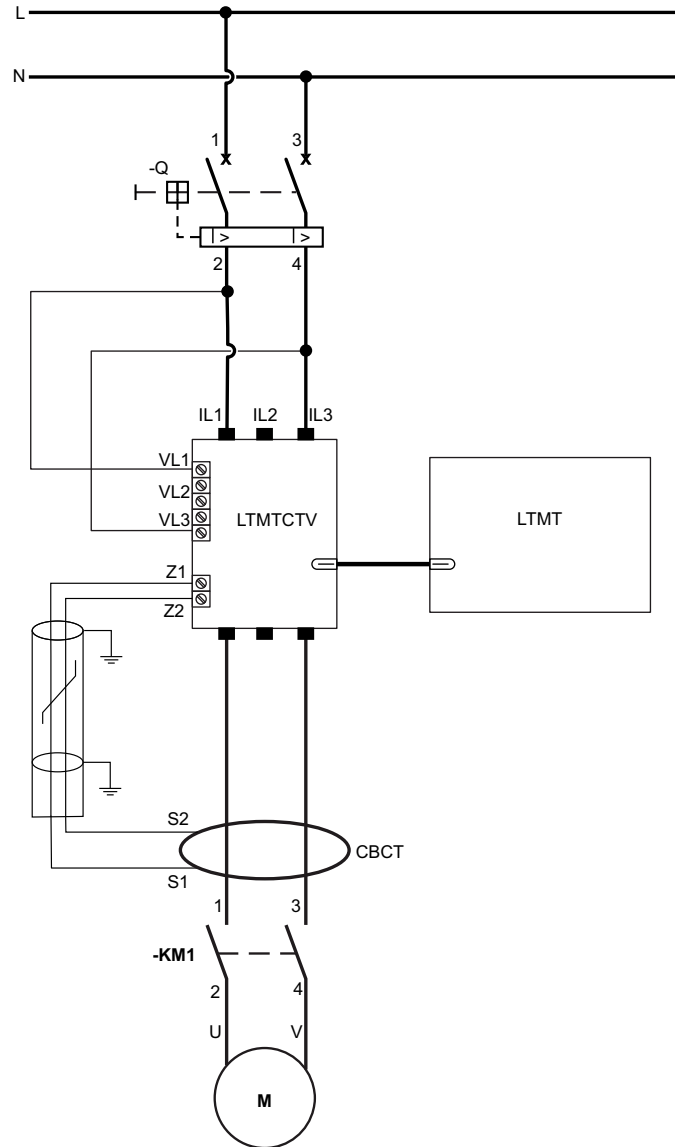 L
N
1 3
-Q
I > I >
2 4
IL1 IL2 IL3
VL1
VL2
VL3
LTMTCTV
LTMT
Z1
Z2
S2
CBCT
S1
1 3
-KM1
2 4
U V
M